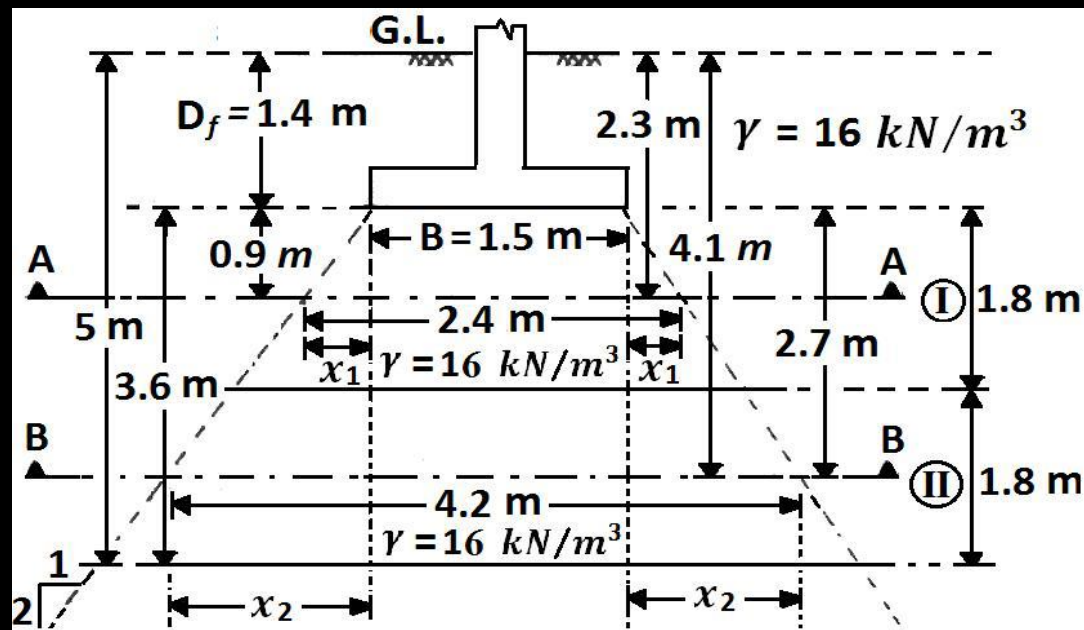 G.L.
D_f = 1.4 m
2.3 m
γ = 16 kN/m³
0.9 m
B = 1.5 m
4.1 m
A
A
I
1.8 m
5 m
2.4 m
2.7 m
x₁
γ = 16 kN/m³
x₁
3.6 m
B
B
II
1.8 m
4.2 m
γ = 16 kN/m³
1
2
x₂
x₂